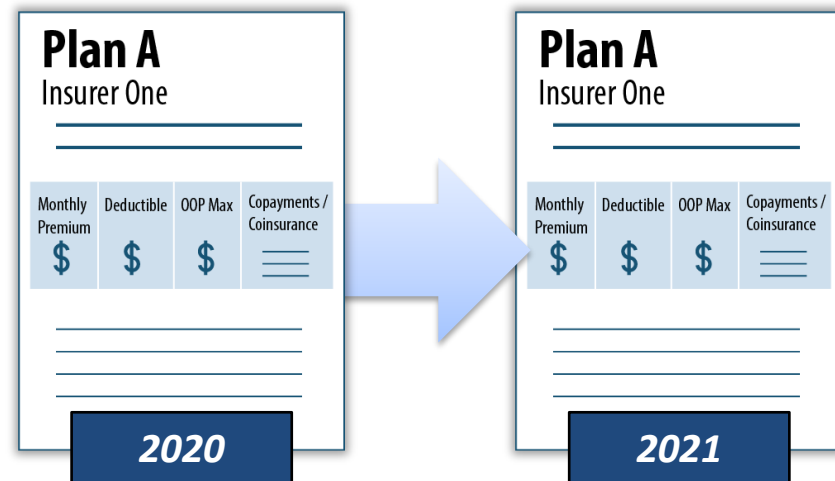 Plan A
Insurer One
Monthly Premium
Deductible
OOP Max
Copayments / Coinsurance
$
$
$
2020
Plan A
Insurer One
Monthly Premium
Deductible
OOP Max
Copayments / Coinsurance
$
$
$
2021